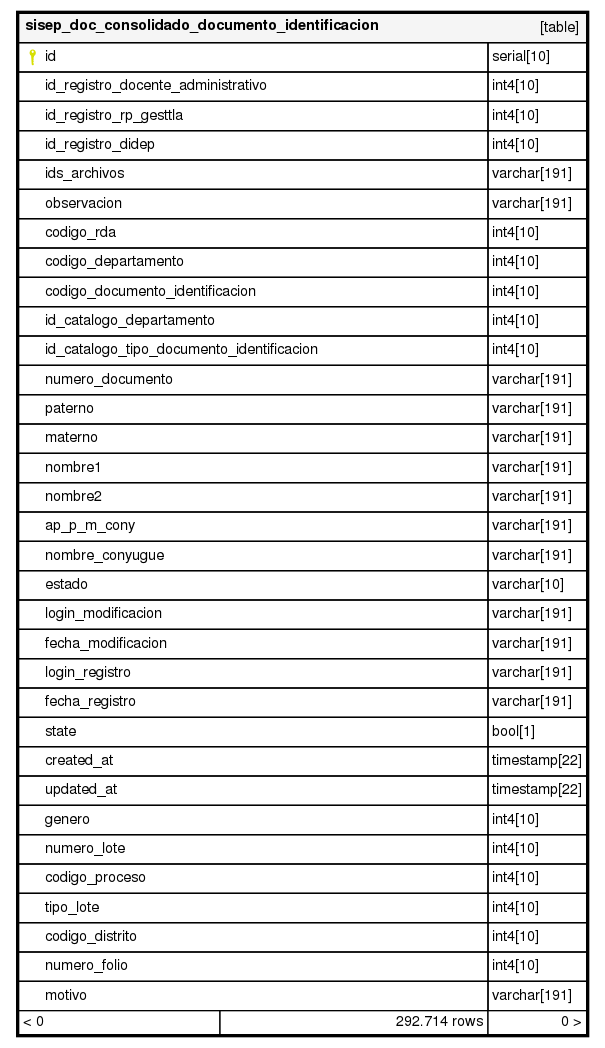 sisep_doc_consolidado_documento_identificacion [table]
id serial[10]
id_registro_docente_administrativo int4[10]
id_registro_rp_gesttla int4[10]
id_registro_didep int4[10]
ids_archivos varchar[191]
observacion varchar[191]
codigo_rda int4[10]
codigo_departamento int4[10]
codigo_documento_identificacion int4[10]
id_catalogo_departamento int4[10]
id_catalogo_tipo_documento_identificacion int4[10]
numero_documento varchar[191]
paterno varchar[191]
materno varchar[191]
nombre1 varchar[191]
nombre2 varchar[191]
ap_p_m_cony varchar[191]
nombre_conyugue varchar[191]
estado varchar[10]
login_modificacion varchar[191]
fecha_modificacion varchar[191]
login_registro varchar[191]
fecha_registro varchar[191]
state bool[1]
created_at timestamp[22]
updated_at timestamp[22]
genero int4[10]
numero_lote int4[10]
codigo_proceso int4[10]
tipo_lote int4[10]
codigo_distrito int4[10]
numero_folio int4[10]
motivo varchar[191]
< 0 292.714 rows 0 >